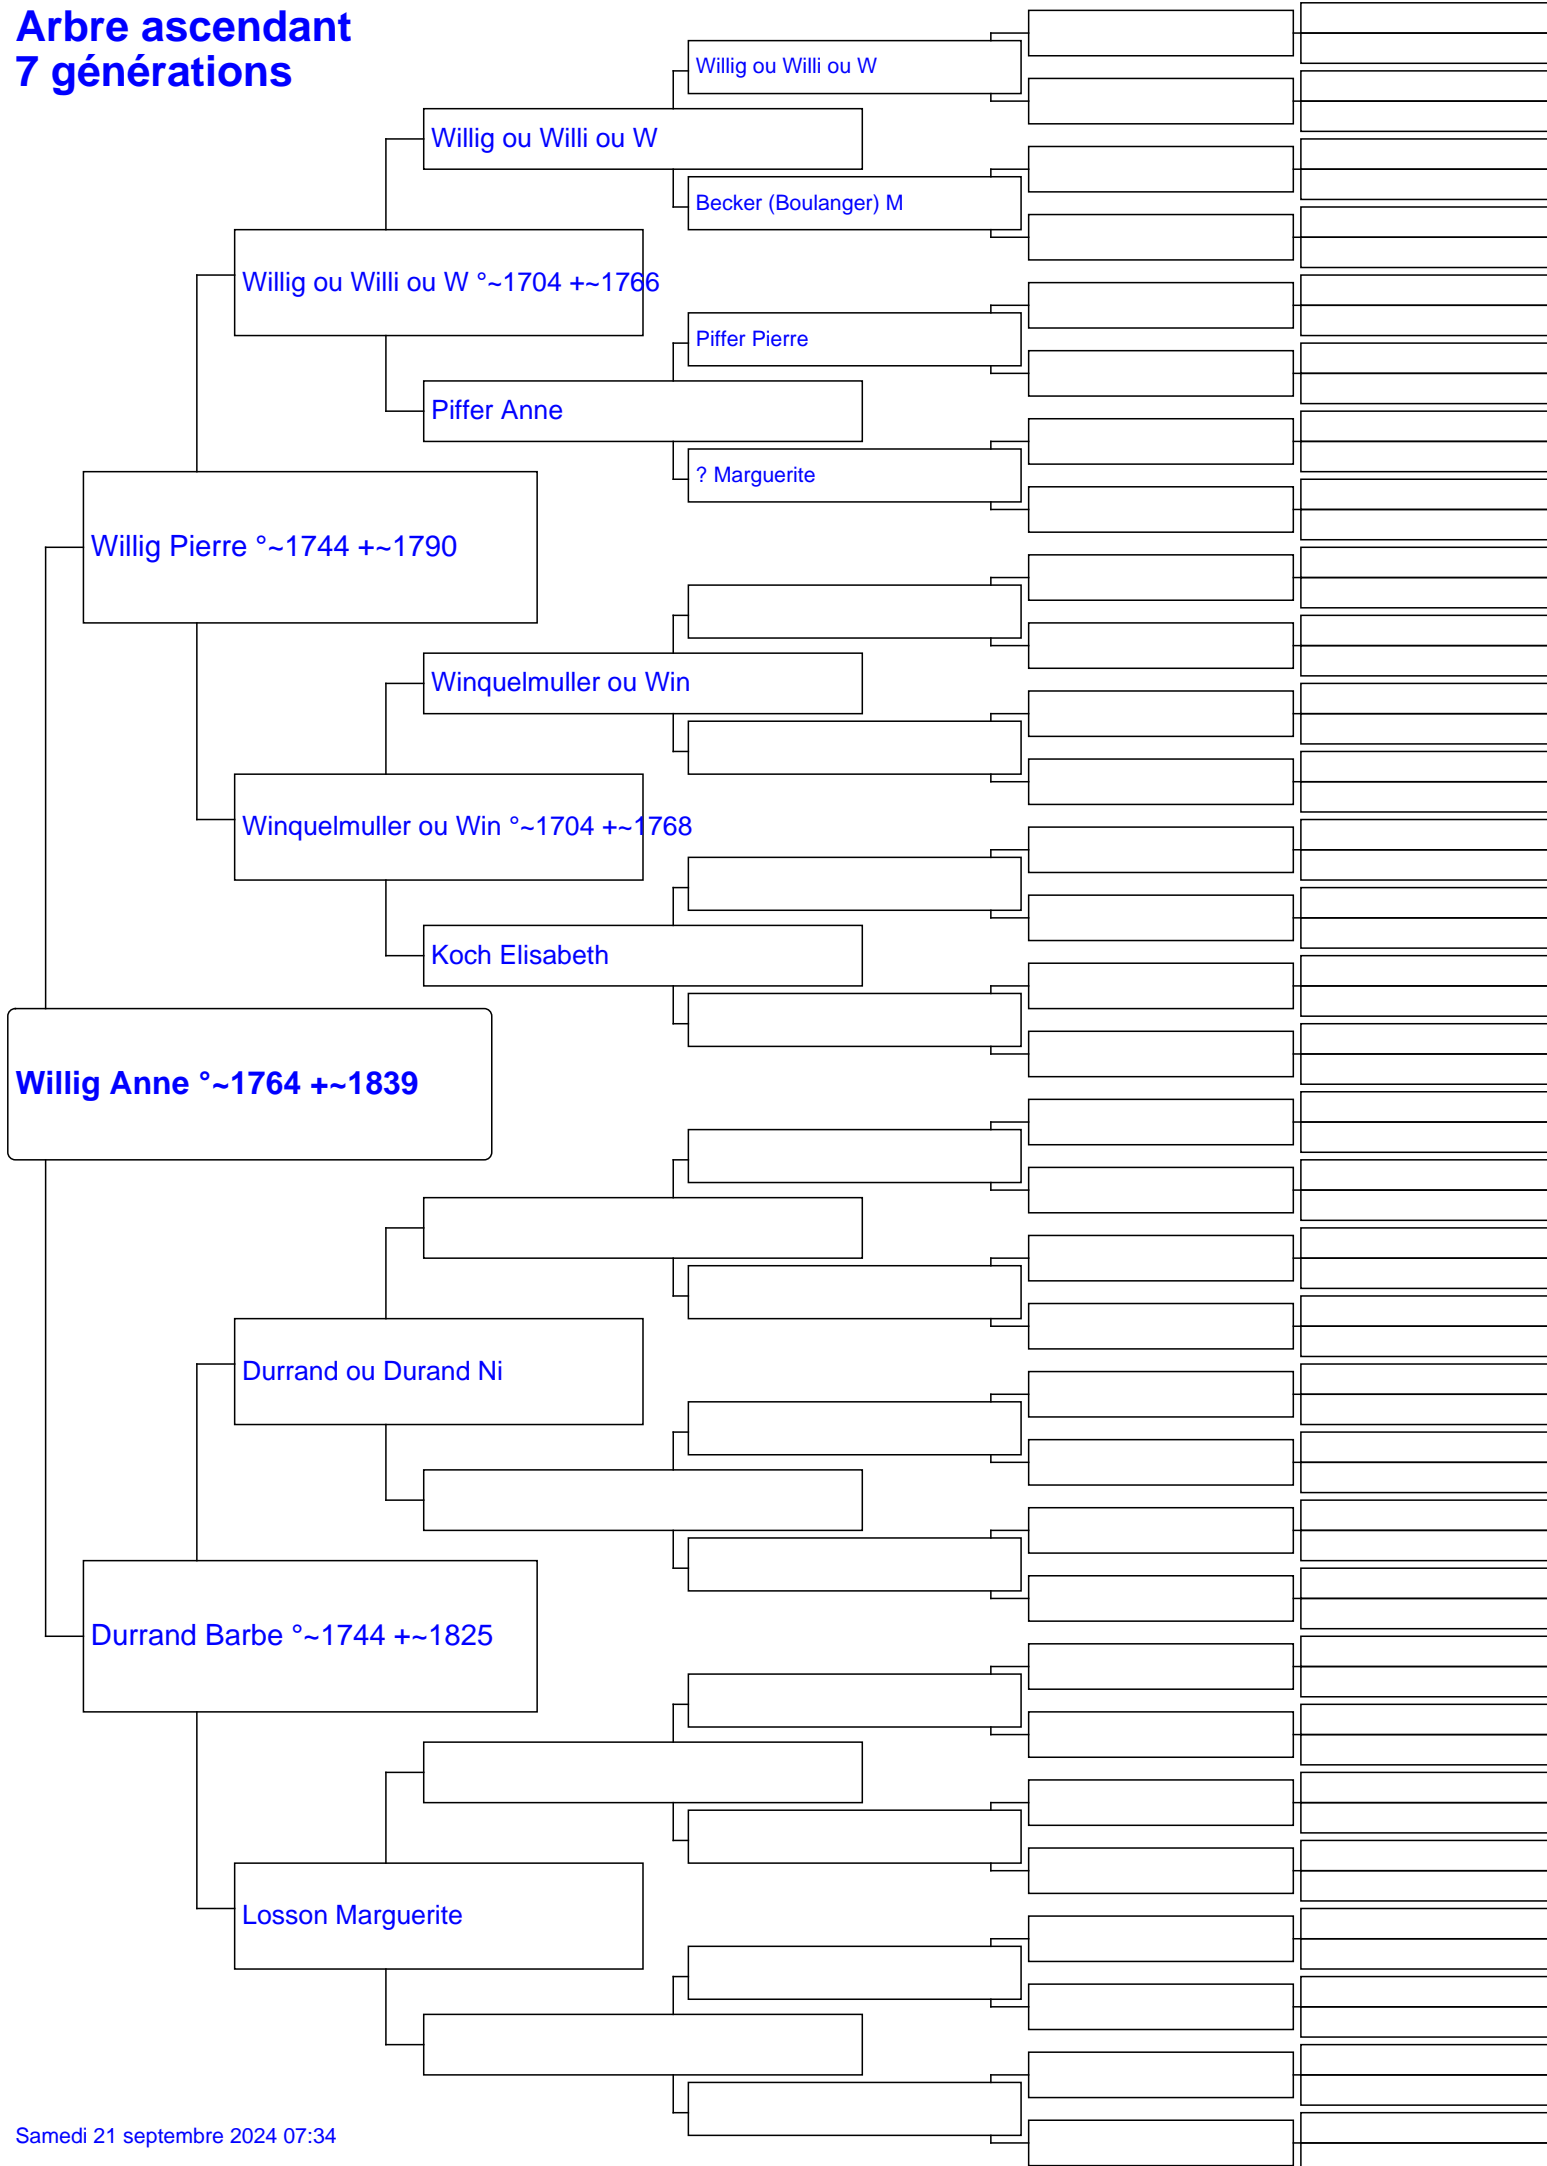 Arbre ascendant
7 générations
Willig ou Willi ou W
Willig ou Willi ou W
Becker (Boulanger) M
Willig ou Willi ou W °~1704 +~1766
Piffer Pierre
Piffer Anne
? Marguerite
Willig Pierre °~1744 +~1790
Winquelmuller ou Win
Winquelmuller ou Win °~1704 +~1768
Koch Elisabeth
Willig Anne °~1764 +~1839
Durrand ou Durand Ni
Durrand Barbe °~1744 +~1825
Losson Marguerite
Samedi 21 septembre 2024 07:34